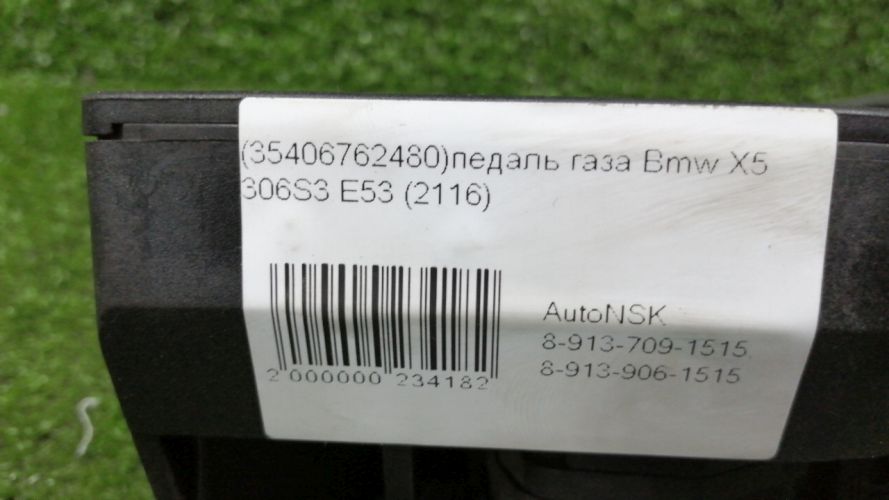 (35406762480)педаль газа Bmw X5
306S3 E53 (2116)
AutoNSK
8-913-709-1515
8-913-906-1515
2 000000 234182